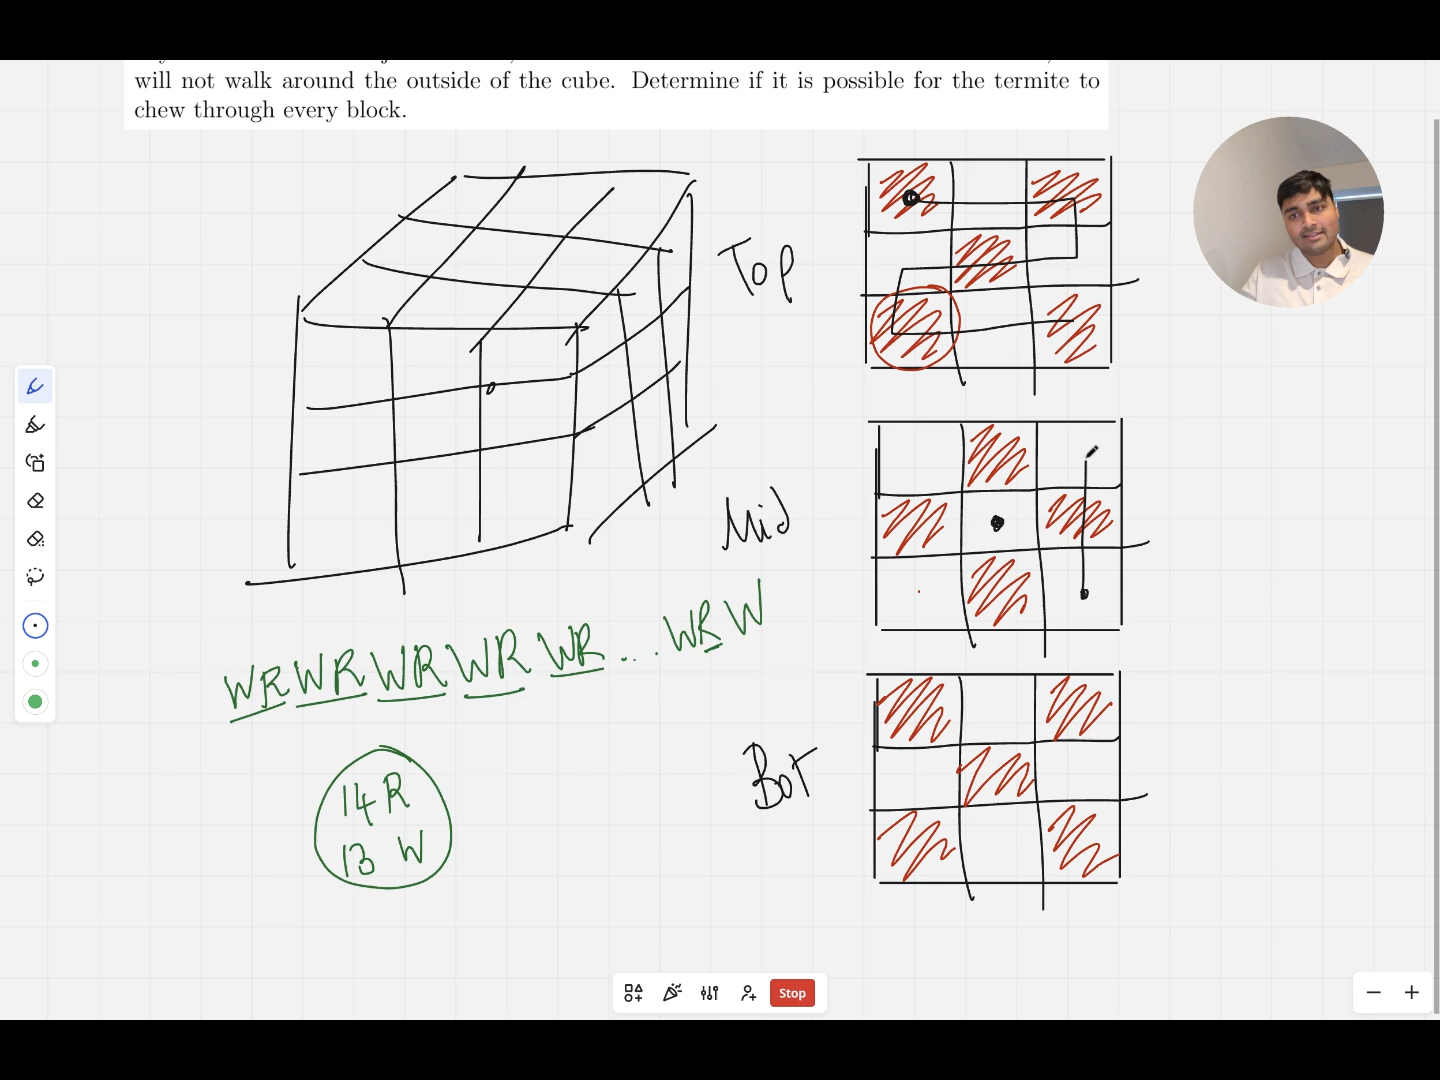 will not walk around the outside of the cube. Determine if it is possible for the termite to
chew through every block.
Top
Mid
WRWRWRWRWR...WRW
Bot
14R
13 W
Stop